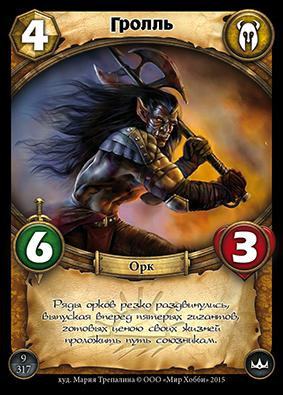 Гролль
4
6
3
Орк
Ряды орков резко раздвинулись,
выпуская вперед пятерых гигантов,
готовых ценою своих жизней
проложить путь союзникам.
9
317
худ. Мария Трепалина © ООО «Мир Хобби» 2015